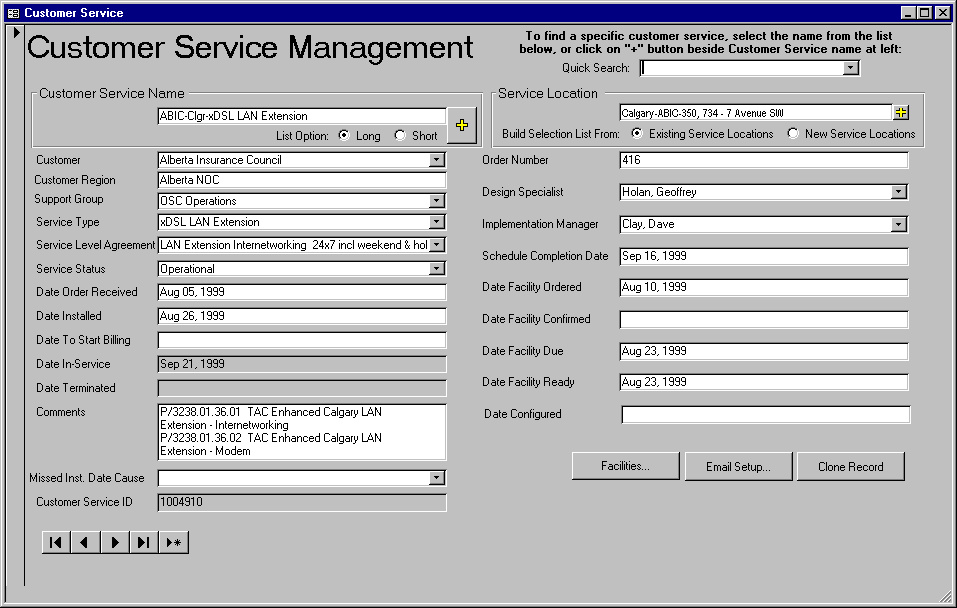 Customer Service
Customer Service Management
To find a specific customer service, select the name from the list
below, or click on "+" button beside Customer Service name at left:
Quick Search:
Customer Service Name
ABIC-Clgr-xDSL LAN Extension
List Option: Long Short
Service Location
Calgary-ABIC-350, 734 - 7 Avenue SW
Build Selection List From: Existing Service Locations New Service Locations
Customer Alberta Insurance Council
Customer Region Alberta NOC
Support Group OSC Operations
Service Type xDSL LAN Extension
Service Level Agreement LAN Extension Internetworking 24x7 incl weekend & hol
Service Status Operational
Date Order Received Aug 05, 1999
Date Installed Aug 26, 1999
Date To Start Billing
Date In-Service Sep 21, 1999
Date Terminated
Comments P/3238.01.36.01 TAC Enhanced Calgary LAN
Extension - Internetworking
P/3238.01.36.02 TAC Enhanced Calgary LAN
Extension - Modem
Missed Inst. Date Cause
Customer Service ID 1004910
Order Number 416
Design Specialist Holan, Geoffrey
Implementation Manager Clay, Dave
Schedule Completion Date Sep 16, 1999
Date Facility Ordered Aug 10, 1999
Date Facility Confirmed
Date Facility Due Aug 23, 1999
Date Facility Ready Aug 23, 1999
Date Configured
Facilities... Email Setup... Clone Record